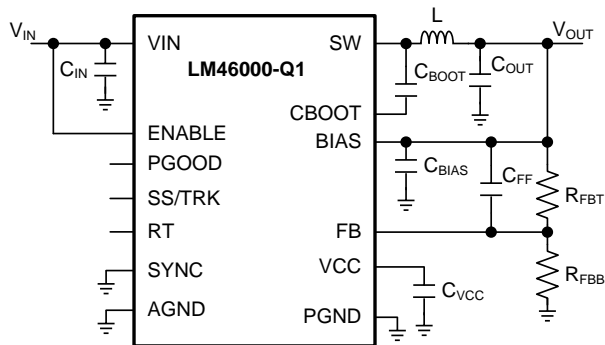 VIN
CIN
VIN
LM46000-Q1
SW
L
VOUT
CBOOT
COUT
CBOOT
ENABLE
BIAS
PGOOD
CBIAS
CFF
RFBT
SS/TRK
RT
FB
SYNC
VCC
CVCC
RFBB
AGND
PGND